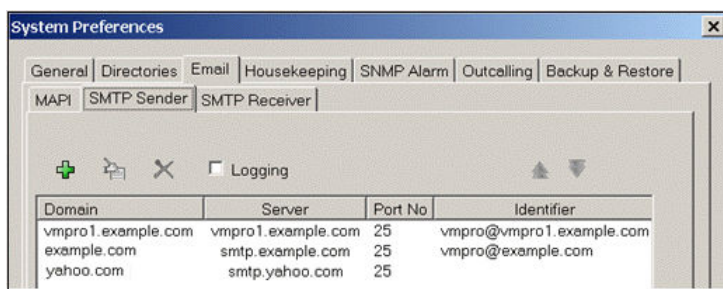 System Preferences
General Directories Email Housekeeping SNMP Alarm Outcalling Backup & Restore
MAPI SMTP Sender SMTP Receiver
Logging
Domain Server Port No Identifier
vmpro1.example.com vmpro1.example.com 25 vmpro@vmpro1.example.com
example.com smtp.example.com 25 vmpro@example.com
yahoo.com smtp.yahoo.com 25